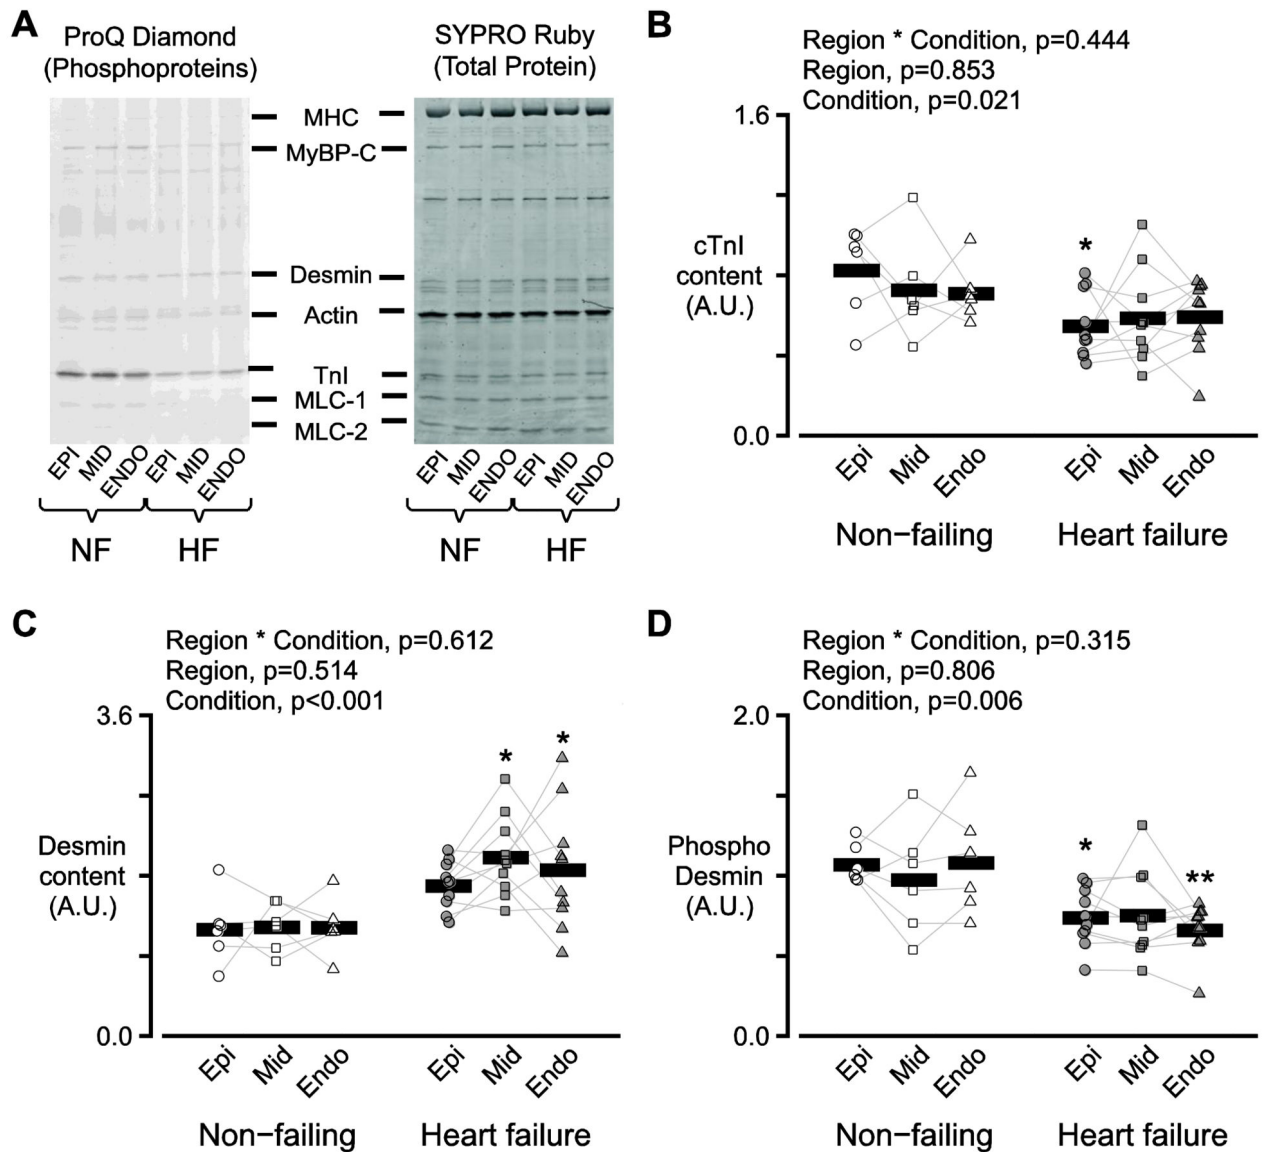 A
ProQ Diamond
(Phosphoproteins)
SYPRO Ruby
(Total Protein)
MHC
MyBP-C
Desmin
Actin
TnI
MLC-1
MLC-2
EPI
MID
ENDO
EPI
MID
ENDO
NF
HF
EPI
MID
ENDO
EPI
MID
ENDO
NF
HF
B
Region * Condition, p=0.444
Region, p=0.853
Condition, p=0.021
1.6
cTnI
content
(A.U.)
0.0
*
Epi
Mid
Endo
Epi
Mid
Endo
Non−failing
Heart failure
C
Region * Condition, p=0.612
Region, p=0.514
Condition, p<0.001
3.6
Desmin
content
(A.U.)
0.0
*
*
Epi
Mid
Endo
Epi
Mid
Endo
Non−failing
Heart failure
D
Region * Condition, p=0.315
Region, p=0.806
Condition, p=0.006
2.0
Phospho
Desmin
(A.U.)
0.0
*
**
Epi
Mid
Endo
Epi
Mid
Endo
Non−failing
Heart failure